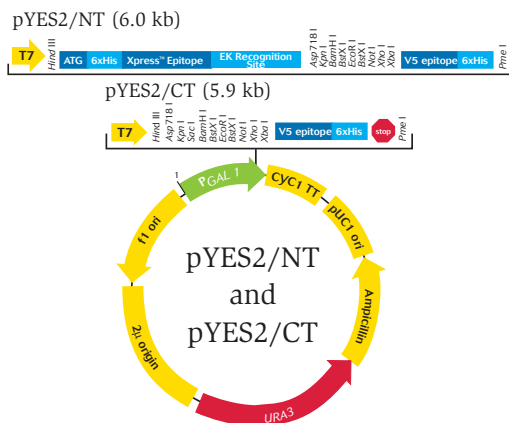 pYES2/NT (6.0 kb)
T7
Hind III
ATG
6xHis
Xpress™ Epitope
EK Recognition
Site
Asp718 I
Kpn I
BamH I
BstX I
EcoR I
BstX I
Not I
Xho I
Xba I
V5 epitope
6xHis
Pme I
pYES2/CT (5.9 kb)
T7
Hind III
Asp718 I
Kpn I
Sac I
BamH I
BstX I
EcoR I
BstX I
Not I
Xho I
Xba I
V5 epitope
6xHis
stop
Pme I
1
PGAL 1
CYC1 TT
pUC1 ori
Ampicillin
URA3
2μ origin
f1 ori
pYES2/NT
and
pYES2/CT